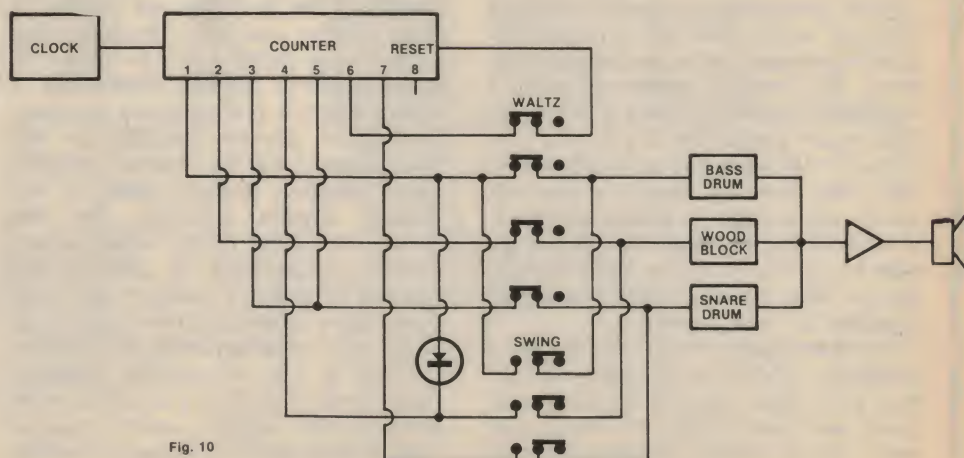 CLOCK
COUNTER
RESET
1 2 3 4 5 6 7 8
WALTZ
BASS
DRUM
WOOD
BLOCK
SNARE
DRUM
SWING
Fig. 10